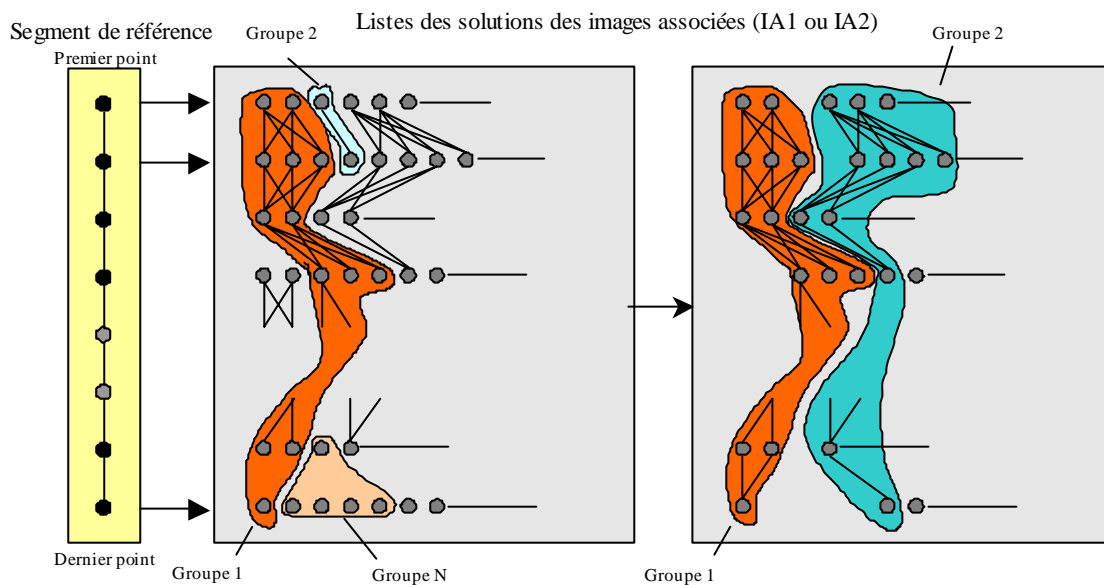 Listes des solutions des images associées (IA1 ou IA2)
Segment de référence
Groupe 2
Groupe 2
Premier point
Dernier point
Groupe 1
Groupe N
Groupe 1